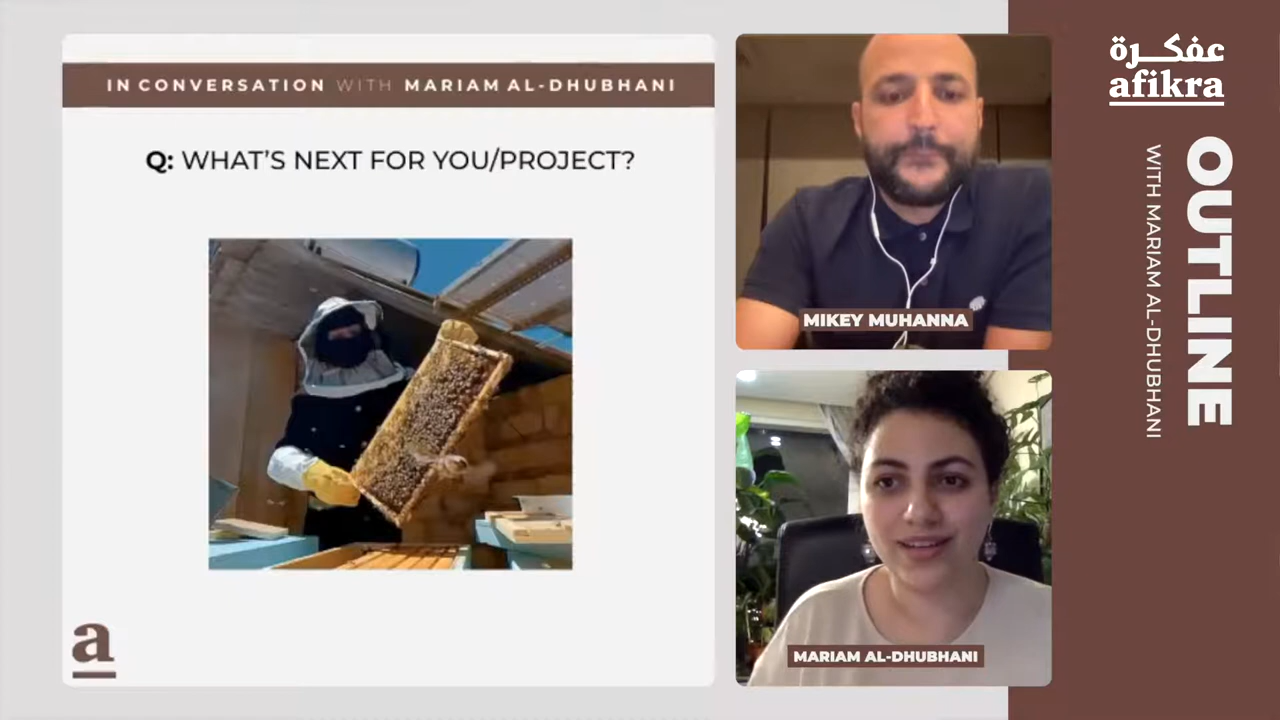 IN CONVERSATION WITH MARIAM AL-DHUBHANI
Q: WHAT'S NEXT FOR YOU/PROJECT?
a
MIKEY MUHANNA
MARIAM AL-DHUBHANI
عفكرة
afikra
OUTLINE
WITH MARIAM AL-DHUBHANI